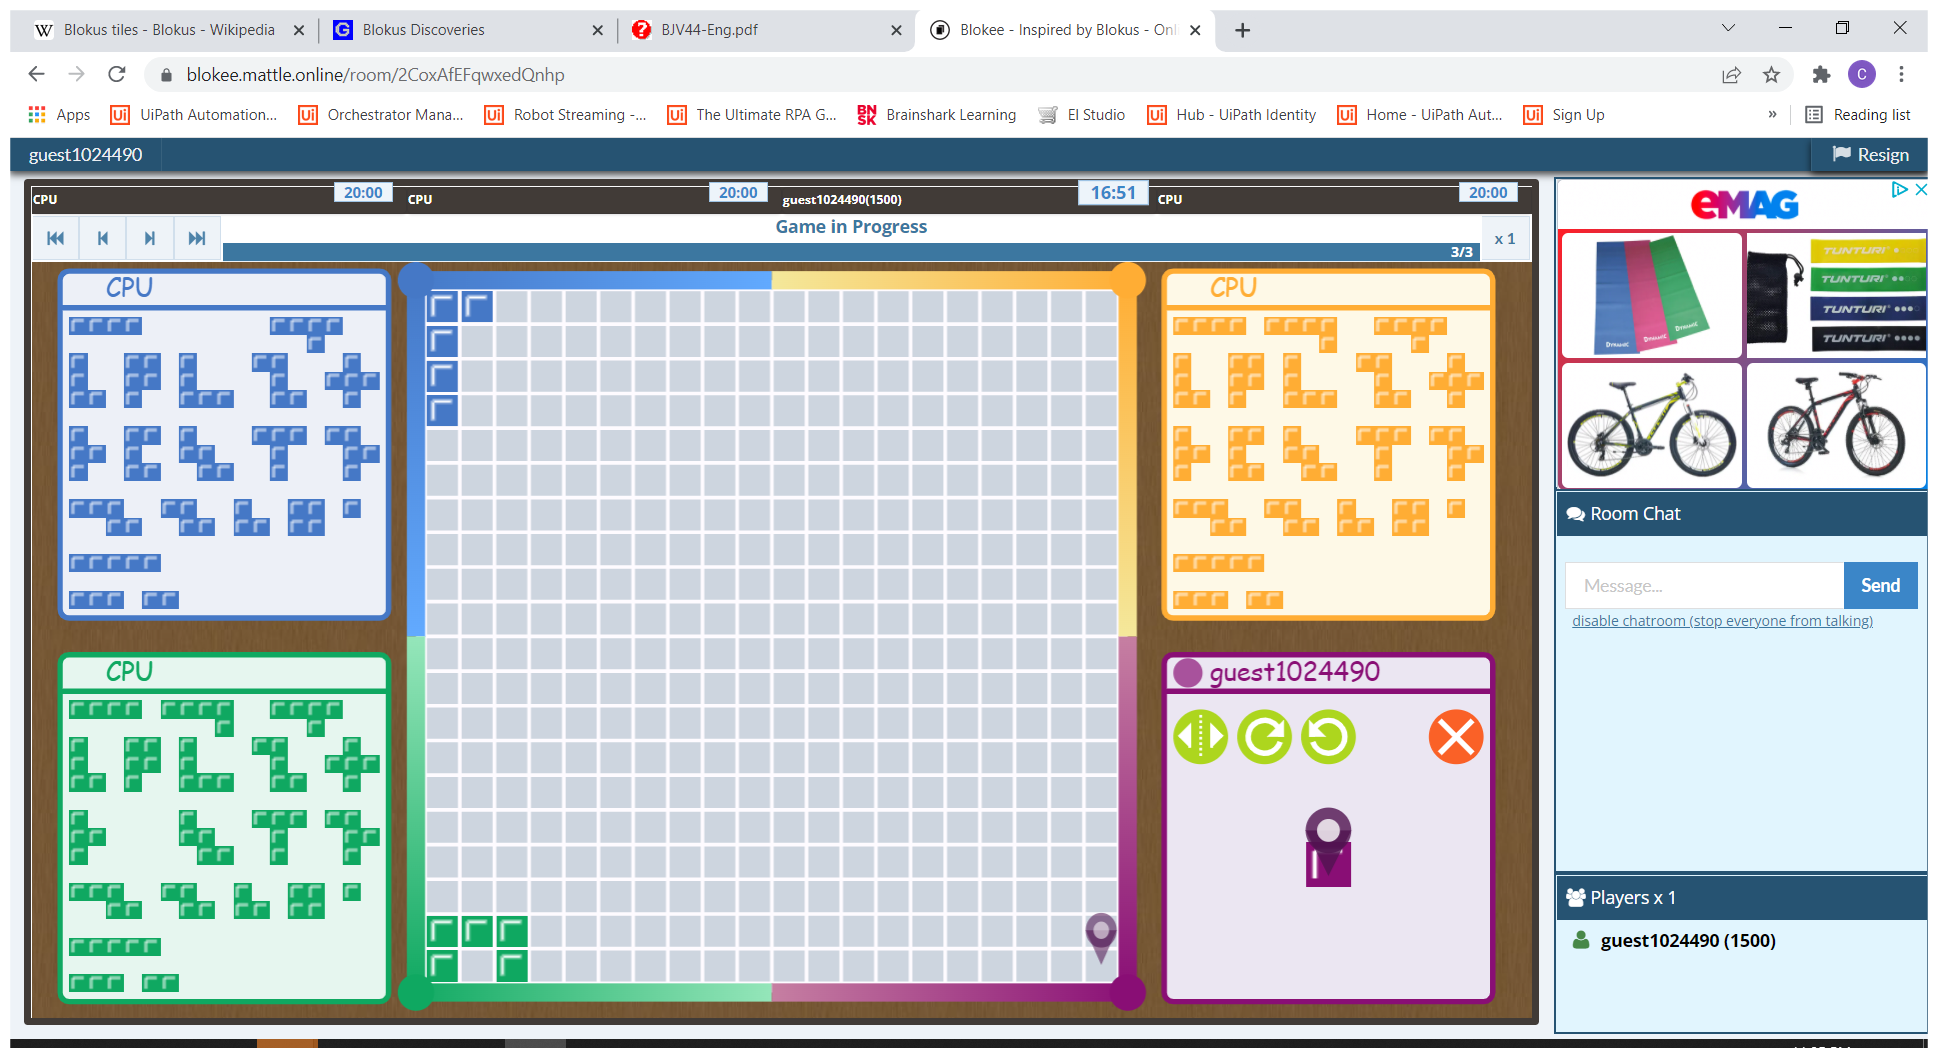 Blokus tiles - Blokus - Wikipedia
Blokus Discoveries
BJV44-Eng.pdf
Blokee - Inspired by Blokus - Onl
blokee.mattle.online/room/2CoxAfEFqwxedQnhp
C
Apps
UiPath Automation...
Orchestrator Mana...
Robot Streaming -...
The Ultimate RPA G...
Brainshark Learning
EI Studio
Hub - UiPath Identity
Home - UiPath Aut...
Sign Up
»
Reading list
guest1024490
Resign
CPU
20:00
CPU
20:00
guest1024490(1500)
16:51
CPU
20:00
Game in Progress
3/3
x 1
CPU
CPU
CPU
guest1024490
eMAG
DYNAMIC
DYNAMIC
DYNAMIC
TUNTURI
TUNTURI
TUNTURI
TUNTURI
Room Chat
Message...
Send
disable chatroom (stop everyone from talking)
Players x 1
guest1024490 (1500)